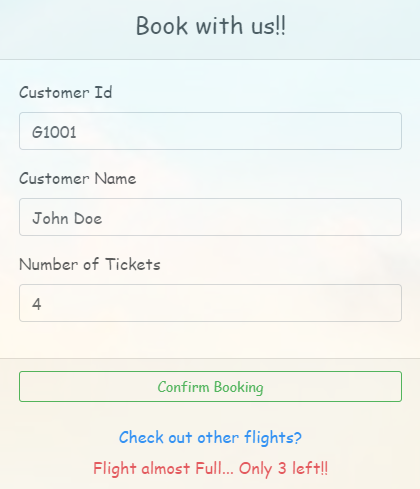 Book with us!!
Customer Id
G1001
Customer Name
John Doe
Number of Tickets
4
Confirm Booking
Check out other flights?
Flight almost Full... Only 3 left!!